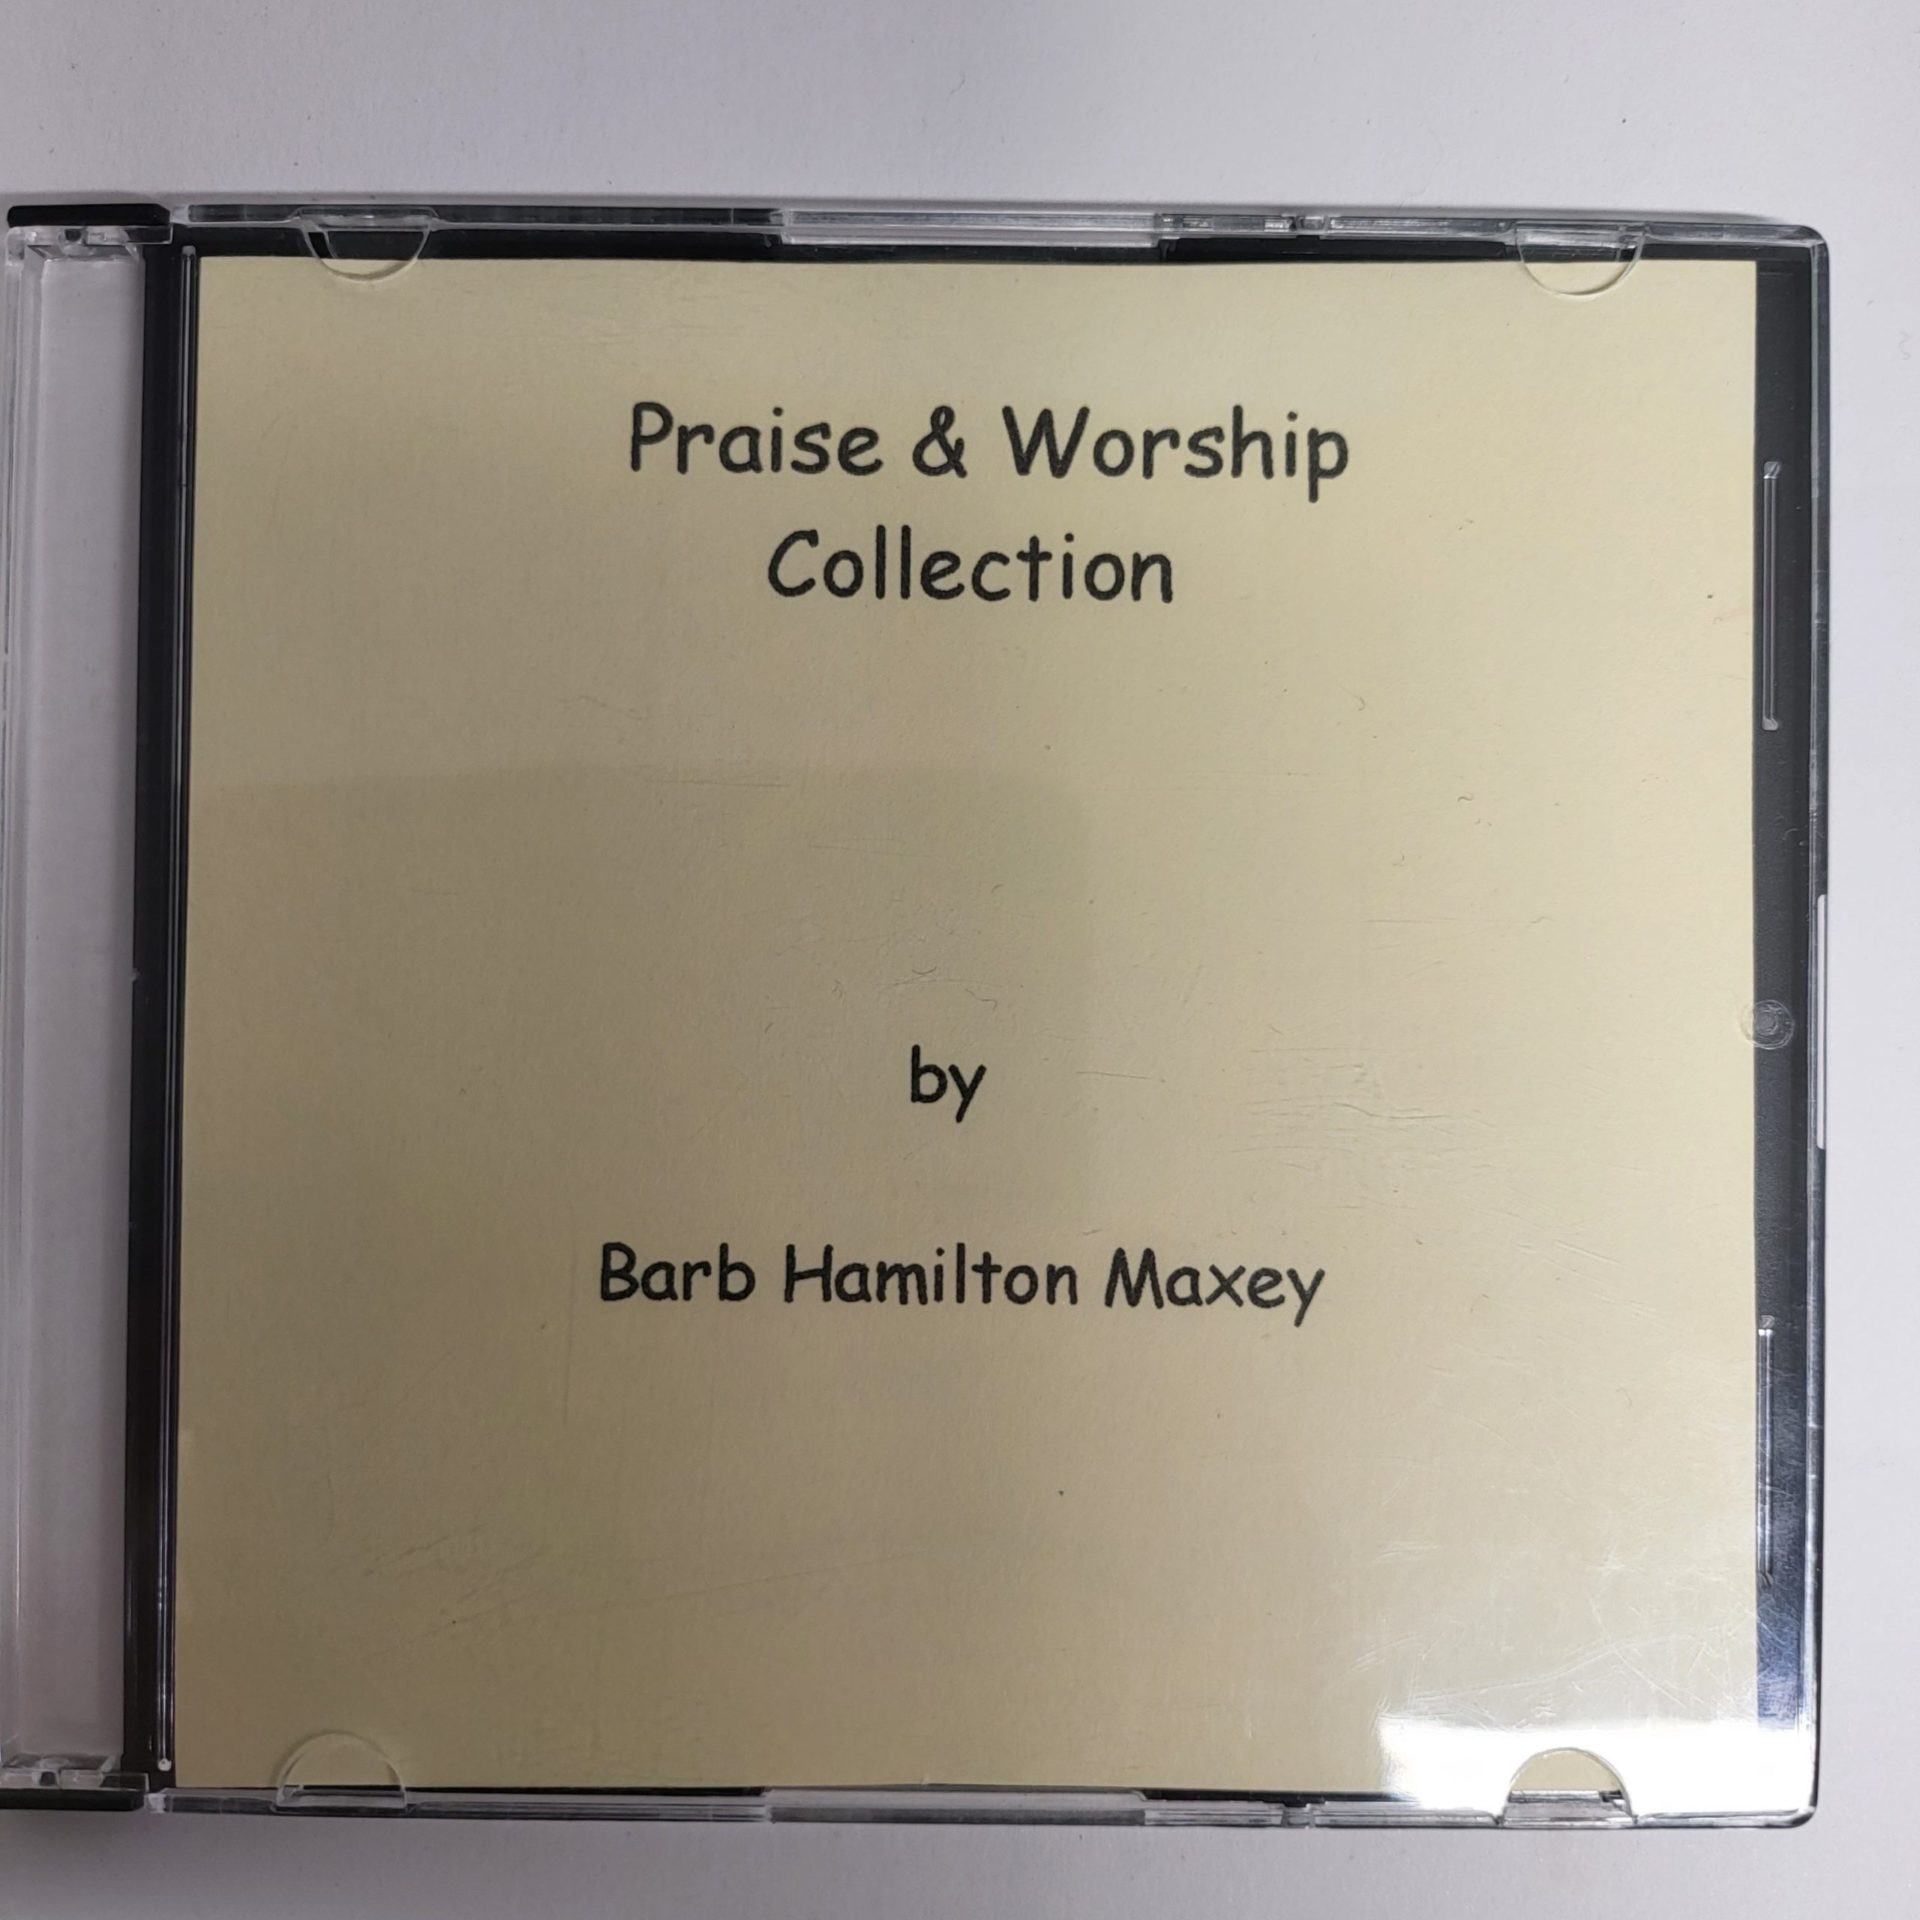 Praise & Worship
Collection
by
Barb Hamilton Maxey